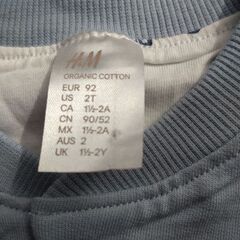 H&M
ORGANIC COTTON
EUR 92
US 2T
CA 1½-2A
CN 90/52
MX 1½-2A
AUS 2
UK 1½-2Y